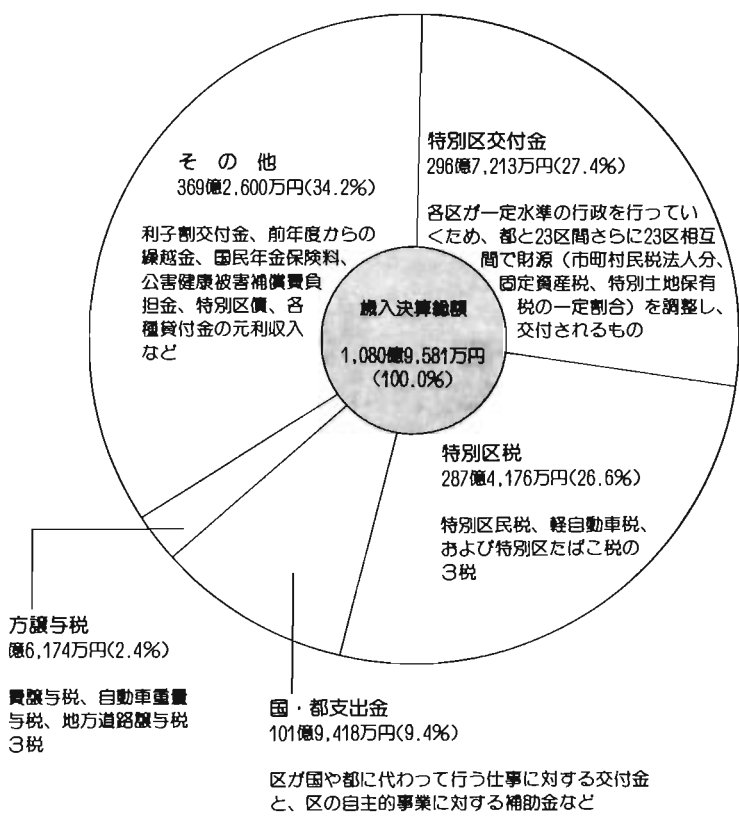 特別区交付金
296億7,213万円(27.4%)
各区が一定水準の行政を行ってい
くため、都と23区間さらに23区相互
間で財源（市町村民税法人分、
固定資産税、特別土地保有
税の一定割合）を調整し、
交付されるもの
特別区税
287億4,176万円(26.6%)
特別区民税、軽自動車税、
および特別区たばこ税の
3税
国・都支出金
101億9,418万円(9.4%)
区が国や都に代わって行う仕事に対する交付金
と、区の自主的事業に対する補助金など
方譲与税
億6,174万円(2.4%)
費譲与税、自動車重量
与税、地方道路譲与税
3税
その他
369億2,600万円(34.2%)
利子割交付金、前年度からの
繰越金、国民年金保険料、
公害健康被害補償費負
担金、特別区債、各
種貸付金の元利収入
など
歳入決算総額
1,080億9,581万円
(100.0%)